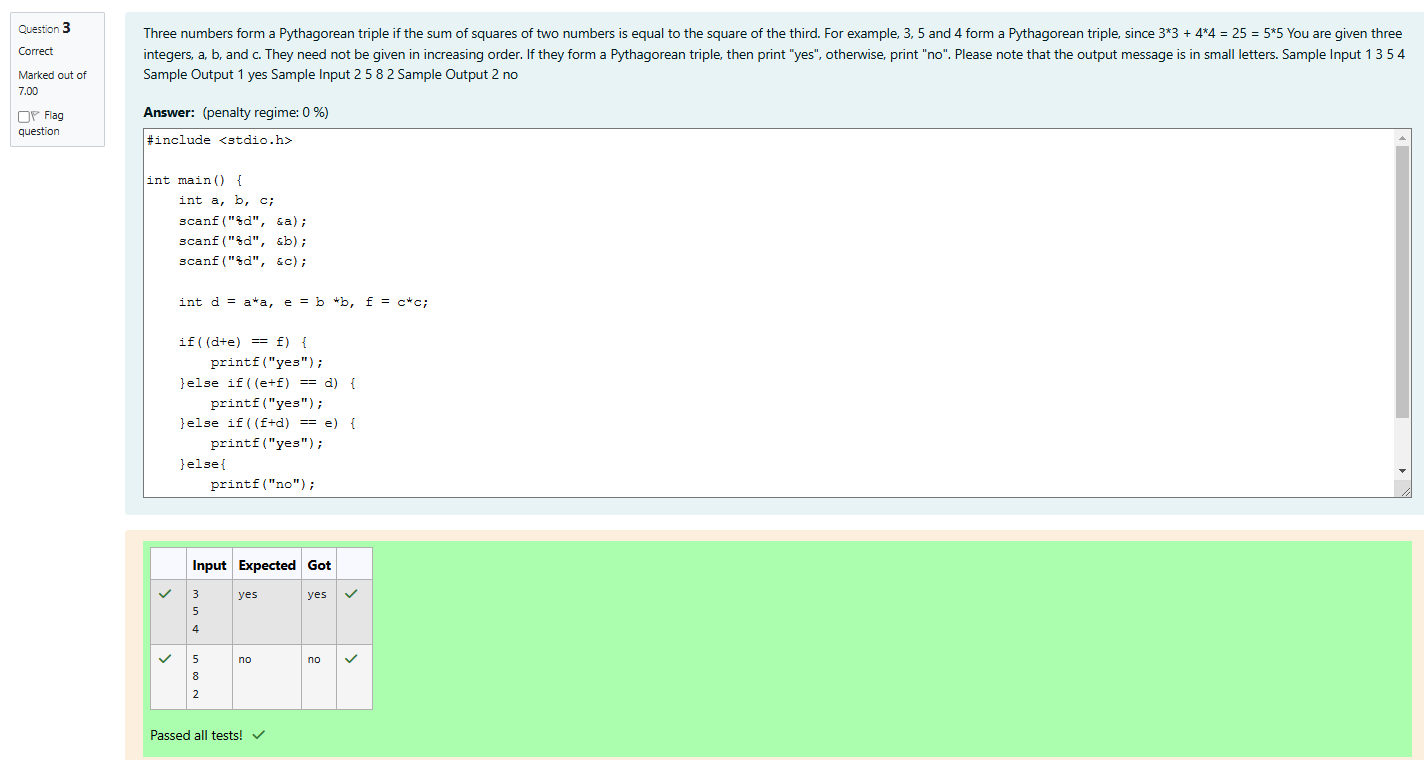 Question 3
Correct
Marked out of
7.00
Flag
question
Three numbers form a Pythagorean triple if the sum of squares of two numbers is equal to the square of the third. For example, 3, 5 and 4 form a Pythagorean triple, since 3*3 + 4*4 = 25 = 5*5 You are given three
integers, a, b, and c. They need not be given in increasing order. If they form a Pythagorean triple, then print "yes", otherwise, print "no". Please note that the output message is in small letters. Sample Input 1 3 5 4
Sample Output 1 yes Sample Input 2 5 8 2 Sample Output 2 no
Answer: (penalty regime: 0 %)
#include <stdio.h>
int main() {
    int a, b, c;
    scanf("%d", &a);
    scanf("%d", &b);
    scanf("%d", &c);
    int d = a*a, e = b *b, f = c*c;
    if((d+e) == f) {
        printf("yes");
    }else if((e+f) == d) {
        printf("yes");
    }else if((f+d) == e) {
        printf("yes");
    }else{
        printf("no");
Input Expected Got
3 yes yes
5
4
5 no no
8
2
Passed all tests!